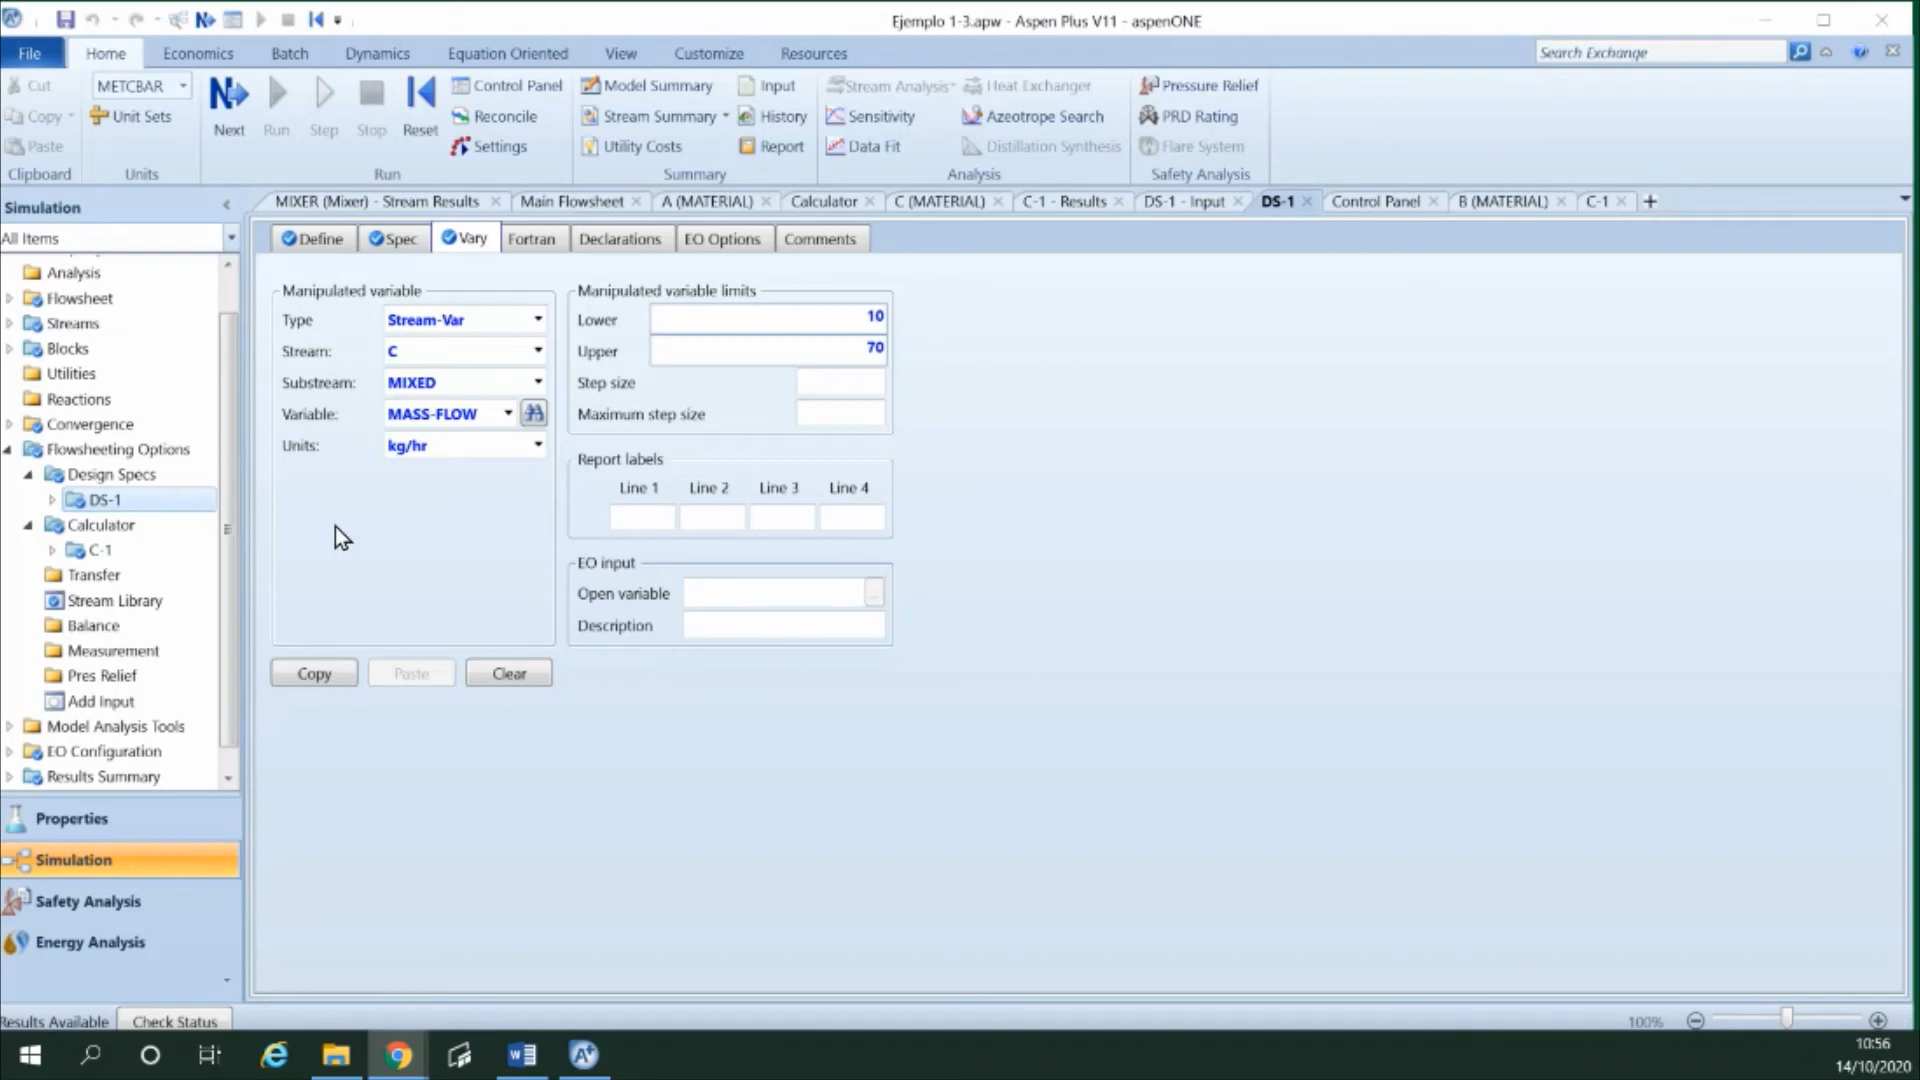 Ejemplo 1-3.apw - Aspen Plus V11 - aspenONE
File Home Economics Batch Dynamics Equation Oriented View Customize Resources Search Exchange
Cut METCBAR Control Panel Model Summary Input Stream Analysis Heat Exchanger Pressure Relief
Copy Unit Sets Next Run Step Stop Reset Reconcile Stream Summary History Sensitivity Azeotrope Search PRD Rating
Paste Settings Utility Costs Report Data Fit Distillation Synthesis Flare System
Clipboard Units Run Summary Analysis Safety Analysis
Simulation
MIXER (Mixer) - Stream Results Main Flowsheet A (MATERIAL) Calculator C (MATERIAL) C-1 - Results DS-1 - Input DS-1 Control Panel B (MATERIAL) C-1
All Items
Define Spec Vary Fortran Declarations EO Options Comments
Analysis
Flowsheet
Streams
Blocks
Utilities
Reactions
Convergence
Flowsheeting Options
Design Specs
DS-1
Calculator
C-1
Transfer
Stream Library
Balance
Measurement
Pres Relief
Add Input
Model Analysis Tools
EO Configuration
Results Summary
Properties
Simulation
Safety Analysis
Energy Analysis
Manipulated variable
Type Stream-Var
Stream: C
Substream: MIXED
Variable: MASS-FLOW
Units: kg/hr
Copy Paste Clear
Manipulated variable limits
Lower 10
Upper 70
Step size
Maximum step size
Report labels
Line 1 Line 2 Line 3 Line 4
EO input
Open variable
Description
Results Available Check Status 100%
10:56
14/10/2020